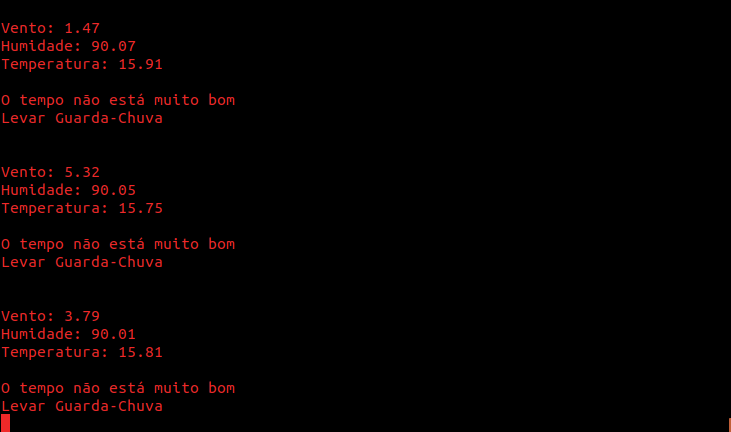 Vento: 1.47
Humidade: 90.07
Temperatura: 15.91
O tempo não está muito bom
Levar Guarda-Chuva
Vento: 5.32
Humidade: 90.05
Temperatura: 15.75
O tempo não está muito bom
Levar Guarda-Chuva
Vento: 3.79
Humidade: 90.01
Temperatura: 15.81
O tempo não está muito bom
Levar Guarda-Chuva